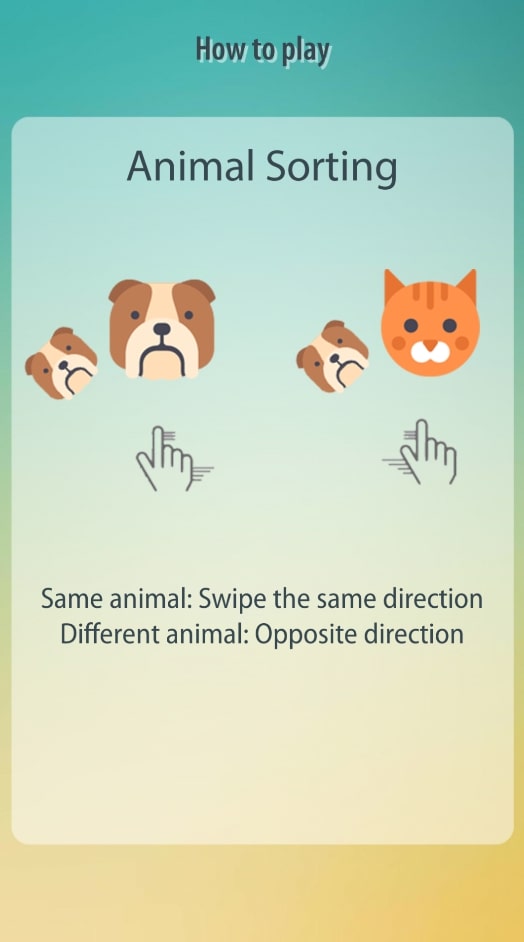 How to play
Animal Sorting
Same animal: Swipe the same direction
Different animal: Opposite direction